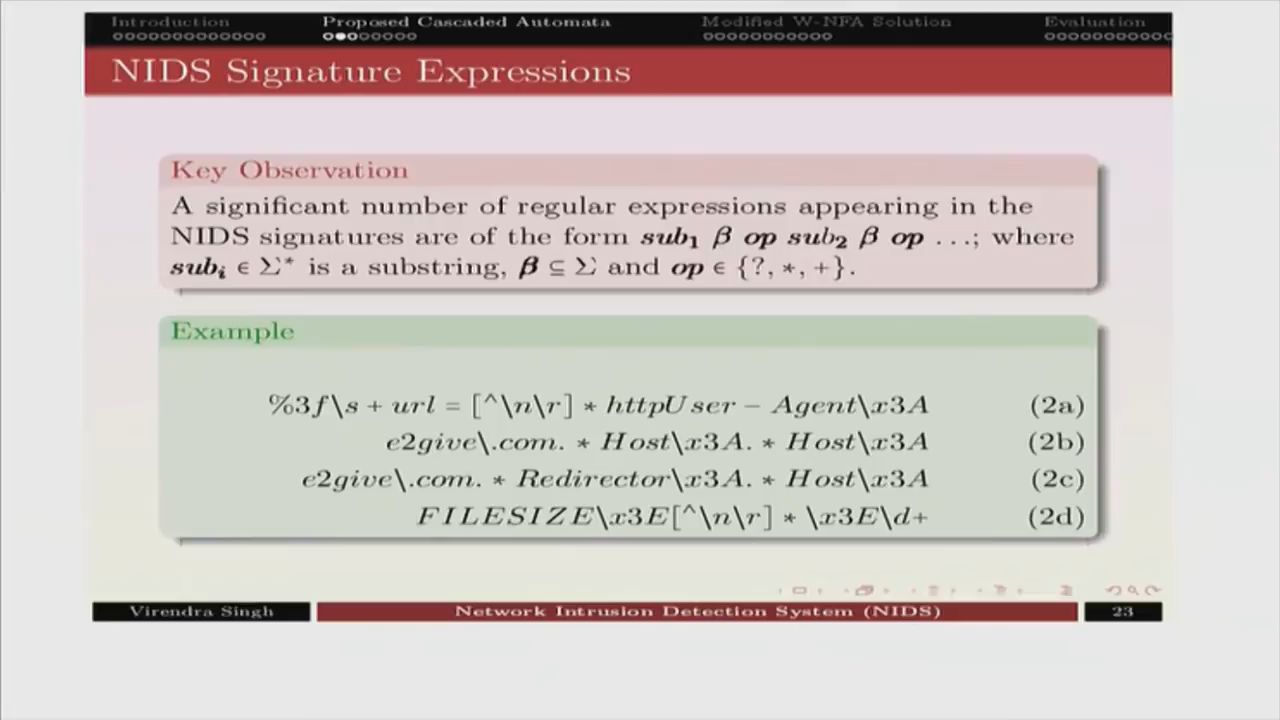 Introduction Proposed Cascaded Automata Modified W-NFA Solution Evaluation
NIDS Signature Expressions
Key Observation
A significant number of regular expressions appearing in the
NIDS signatures are of the form sub₁ β op sub₂ β op ...; where
subᵢ ∈ Σ* is a substring, β ⊆ Σ and op ∈ {?, *, +}.
Example
%3f\s + url = [^\n\r] * httpUser − Agent\x3A (2a)
e2give\.com. * Host\x3A. * Host\x3A (2b)
e2give\.com. * Redirector\x3A. * Host\x3A (2c)
FILESIZE\x3E[^\n\r] * \x3E\d+ (2d)
Virendra Singh Network Intrusion Detection System (NIDS) 23